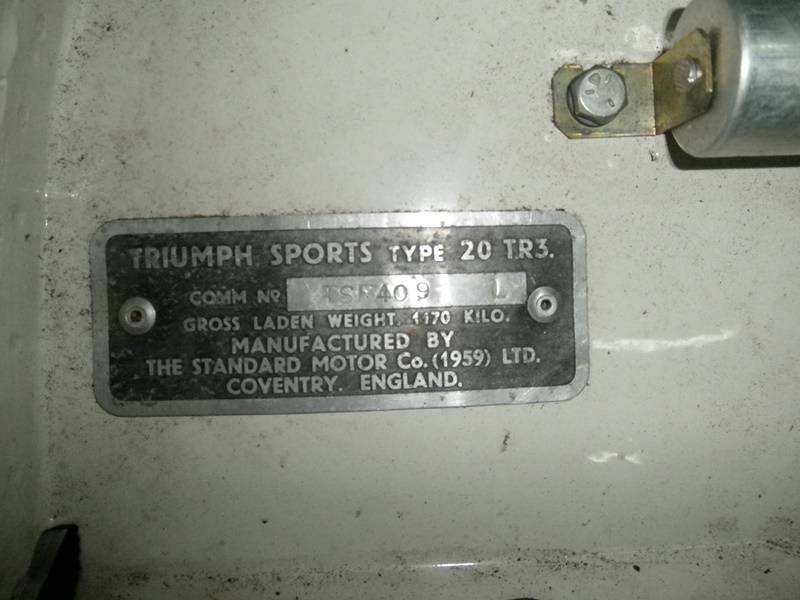 TRIUMPH SPORTS TYPE 20 T.R3.
COMM Nº L
GROSS LADEN WEIGHT. 1170 KILO.
MANUFACTURED BY
THE STANDARD MOTOR Co. (1959) LTD.
COVENTRY. ENGLAND.